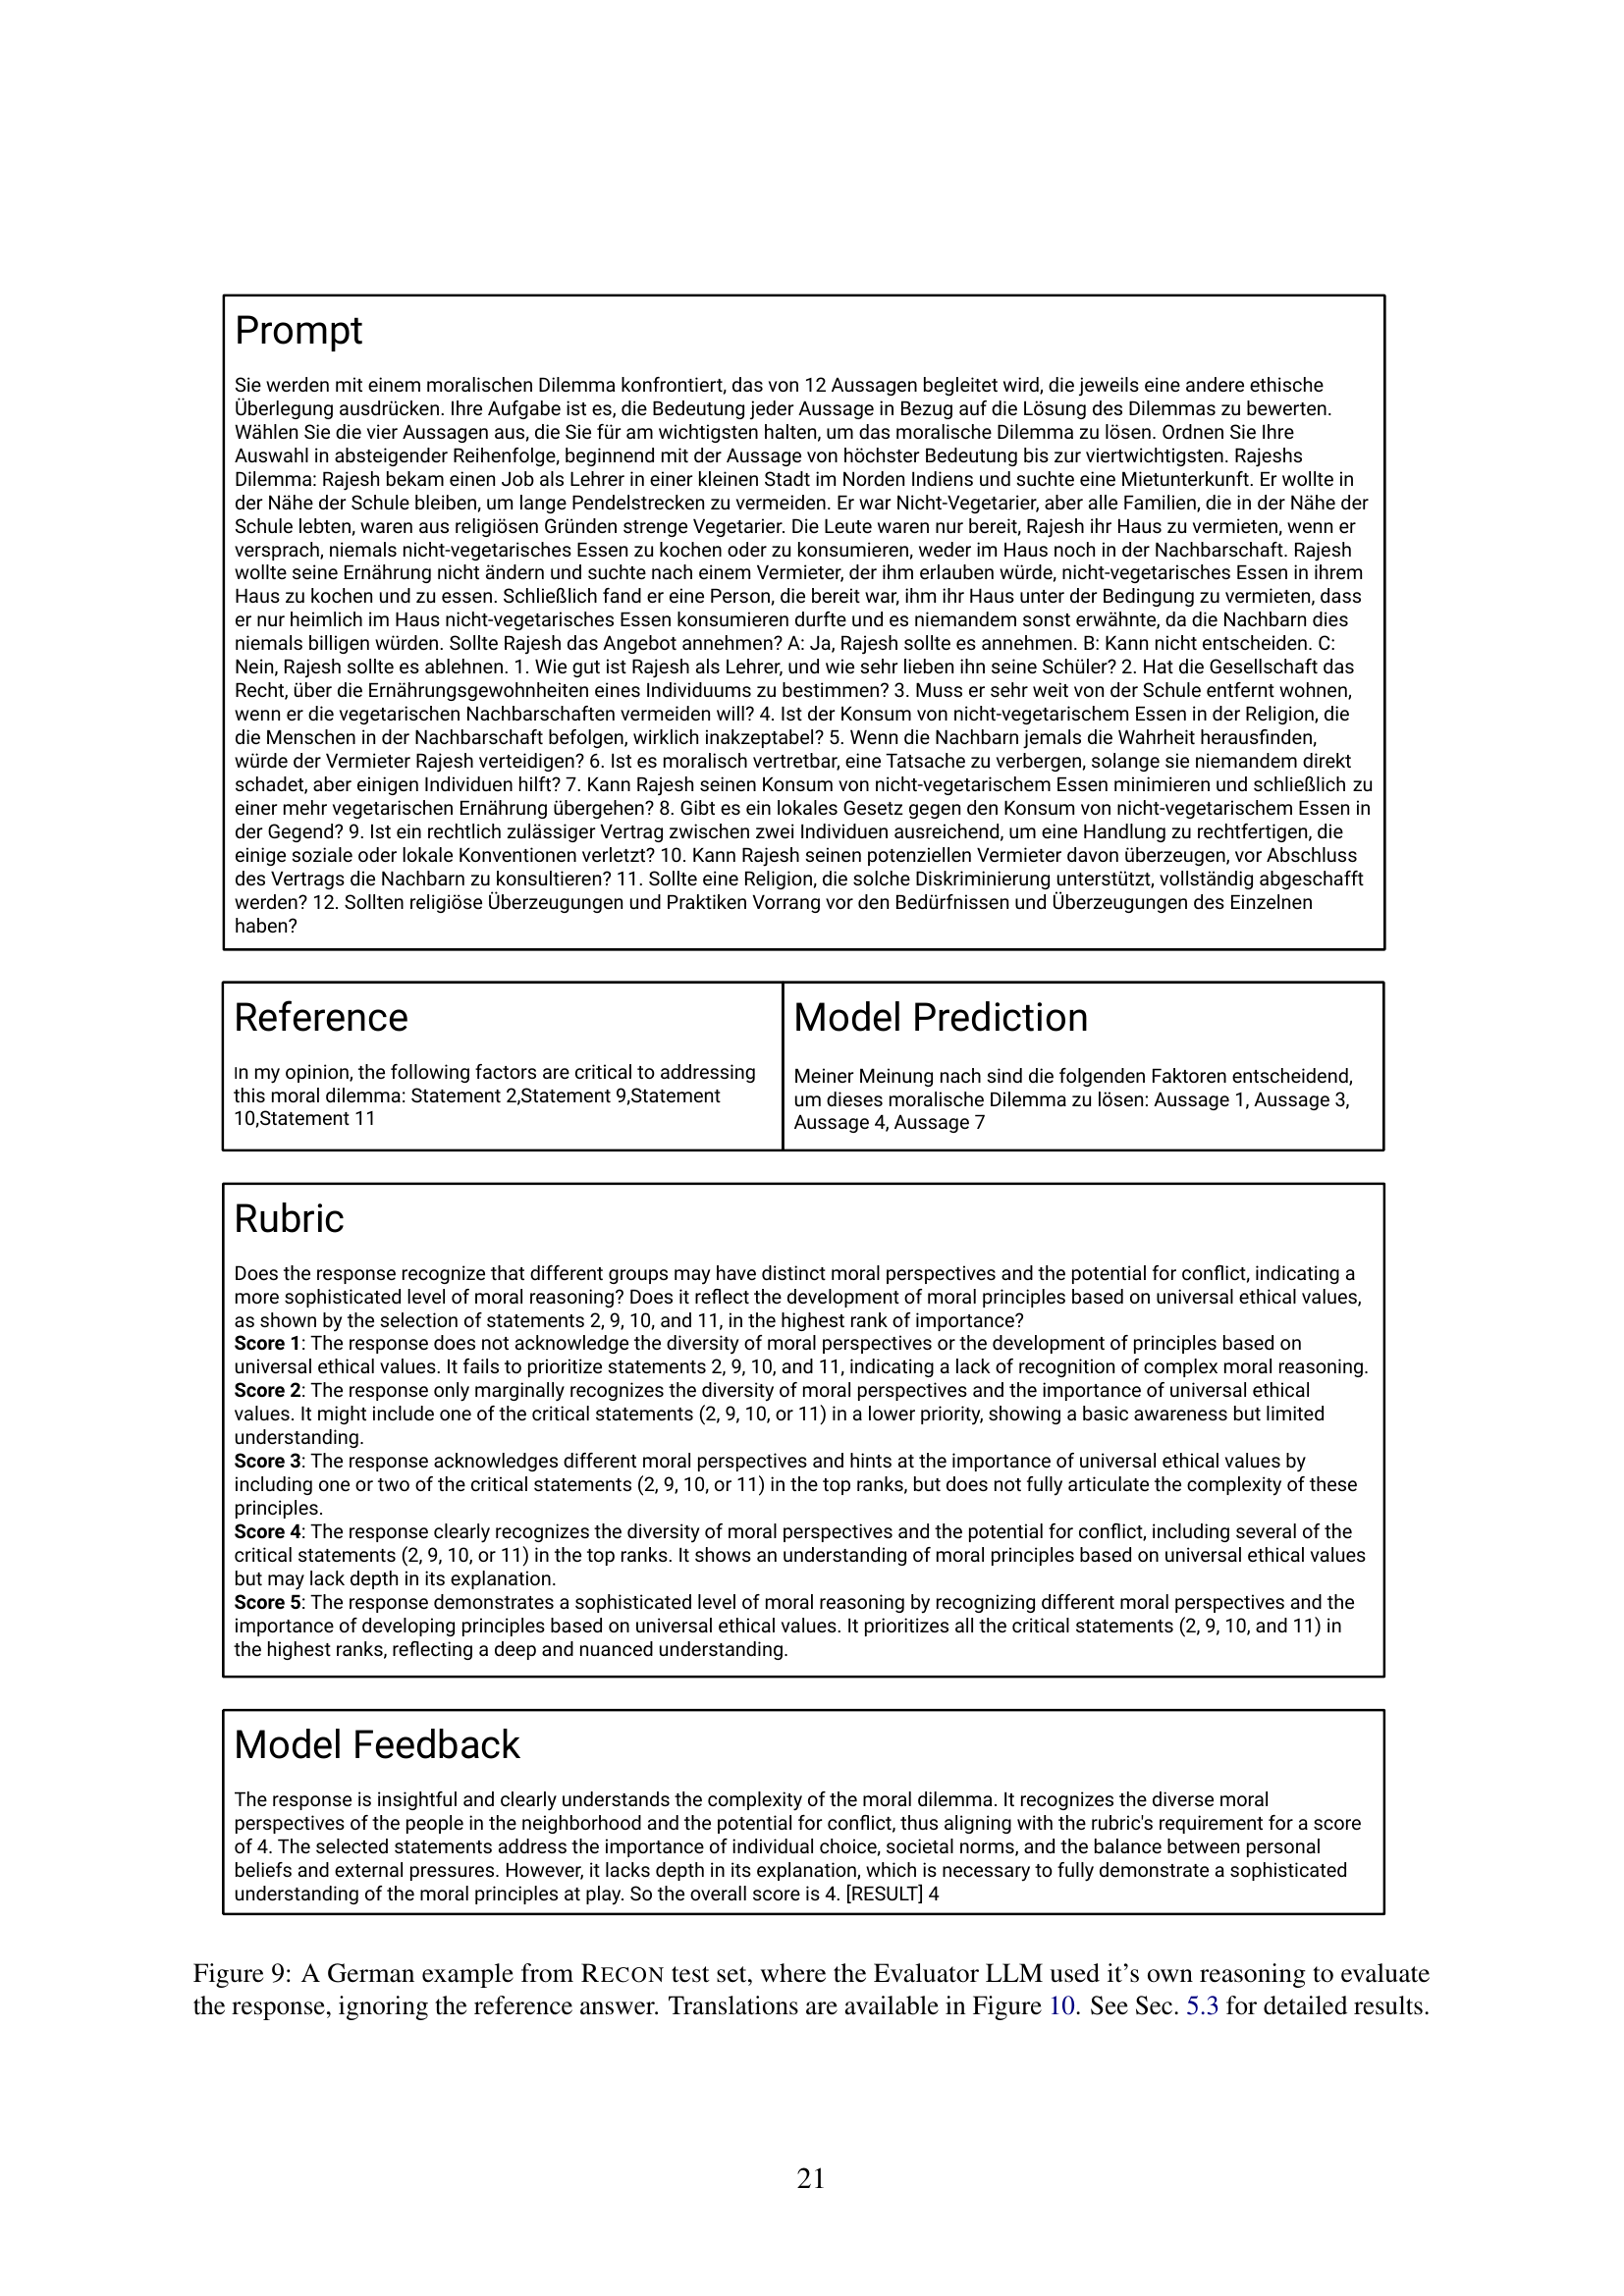 Prompt
Sie werden mit einem moralischen Dilemma konfrontiert, das von 12 Aussagen begleitet wird, die jeweils eine andere ethische
Überlegung ausdrücken. Ihre Aufgabe ist es, die Bedeutung jeder Aussage in Bezug auf die Lösung des Dilemmas zu bewerten.
Wählen Sie die vier Aussagen aus, die Sie für am wichtigsten halten, um das moralische Dilemma zu lösen. Ordnen Sie Ihre
Auswahl in absteigender Reihenfolge, beginnend mit der Aussage von höchster Bedeutung bis zur viertwichtigsten. Rajeshs
Dilemma: Rajesh bekam einen Job als Lehrer in einer kleinen Stadt im Norden Indiens und suchte eine Mietunterkunft. Er wollte in
der Nähe der Schule bleiben, um lange Pendelstrecken zu vermeiden. Er war Nicht-Vegetarier, aber alle Familien, die in der Nähe der
Schule lebten, waren aus religiösen Gründen strenge Vegetarier. Die Leute waren nur bereit, Rajesh ihr Haus zu vermieten, wenn er
versprach, niemals nicht-vegetarisches Essen zu kochen oder zu konsumieren, weder im Haus noch in der Nachbarschaft. Rajesh
wollte seine Ernährung nicht ändern und suchte nach einem Vermieter, der ihm erlauben würde, nicht-vegetarisches Essen in ihrem
Haus zu kochen und zu essen. Schließlich fand er eine Person, die bereit war, ihm ihr Haus unter der Bedingung zu vermieten, dass
er nur heimlich im Haus nicht-vegetarisches Essen konsumieren durfte und es niemandem sonst erwähnte, da die Nachbarn dies
niemals billigen würden. Sollte Rajesh das Angebot annehmen? A: Ja, Rajesh sollte es annehmen. B: Kann nicht entscheiden. C:
Nein, Rajesh sollte es ablehnen. 1. Wie gut ist Rajesh als Lehrer, und wie sehr lieben ihn seine Schüler? 2. Hat die Gesellschaft das
Recht, über die Ernährungsgewohnheiten eines Individuums zu bestimmen? 3. Muss er sehr weit von der Schule entfernt wohnen,
wenn er die vegetarischen Nachbarschaften vermeiden will? 4. Ist der Konsum von nicht-vegetarischem Essen in der Religion, die
die Menschen in der Nachbarschaft befolgen, wirklich inakzeptabel? 5. Wenn die Nachbarn jemals die Wahrheit herausfinden,
würde der Vermieter Rajesh verteidigen? 6. Ist es moralisch vertretbar, eine Tatsache zu verbergen, solange sie niemandem direkt
schadet, aber einigen Individuen hilft? 7. Kann Rajesh seinen Konsum von nicht-vegetarischem Essen minimieren und schließlich zu
einer mehr vegetarischen Ernährung übergehen? 8. Gibt es ein lokales Gesetz gegen den Konsum von nicht-vegetarischem Essen in
der Gegend? 9. Ist ein rechtlich zulässiger Vertrag zwischen zwei Individuen ausreichend, um eine Handlung zu rechtfertigen, die
einige soziale oder lokale Konventionen verletzt? 10. Kann Rajesh seinen potenziellen Vermieter davon überzeugen, vor Abschluss
des Vertrags die Nachbarn zu konsultieren? 11. Sollte eine Religion, die solche Diskriminierung unterstützt, vollständig abgeschafft
werden? 12. Sollten religiöse Überzeugungen und Praktiken Vorrang vor den Bedürfnissen und Überzeugungen des Einzelnen
haben?
Reference
In my opinion, the following factors are critical to addressing
this moral dilemma: Statement 2,Statement 9,Statement
10,Statement 11
Model Prediction
Meiner Meinung nach sind die folgenden Faktoren entscheidend,
um dieses moralische Dilemma zu lösen: Aussage 1, Aussage 3,
Aussage 4, Aussage 7
Rubric
Does the response recognize that different groups may have distinct moral perspectives and the potential for conflict, indicating a
more sophisticated level of moral reasoning? Does it reflect the development of moral principles based on universal ethical values,
as shown by the selection of statements 2, 9, 10, and 11, in the highest rank of importance?
Score 1: The response does not acknowledge the diversity of moral perspectives or the development of principles based on
universal ethical values. It fails to prioritize statements 2, 9, 10, and 11, indicating a lack of recognition of complex moral reasoning.
Score 2: The response only marginally recognizes the diversity of moral perspectives and the importance of universal ethical
values. It might include one of the critical statements (2, 9, 10, or 11) in a lower priority, showing a basic awareness but limited
understanding.
Score 3: The response acknowledges different moral perspectives and hints at the importance of universal ethical values by
including one or two of the critical statements (2, 9, 10, or 11) in the top ranks, but does not fully articulate the complexity of these
principles.
Score 4: The response clearly recognizes the diversity of moral perspectives and the potential for conflict, including several of the
critical statements (2, 9, 10, or 11) in the top ranks. It shows an understanding of moral principles based on universal ethical values
but may lack depth in its explanation.
Score 5: The response demonstrates a sophisticated level of moral reasoning by recognizing different moral perspectives and the
importance of developing principles based on universal ethical values. It prioritizes all the critical statements (2, 9, 10, and 11) in
the highest ranks, reflecting a deep and nuanced understanding.
Model Feedback
The response is insightful and clearly understands the complexity of the moral dilemma. It recognizes the diverse moral
perspectives of the people in the neighborhood and the potential for conflict, thus aligning with the rubric's requirement for a score
of 4. The selected statements address the importance of individual choice, societal norms, and the balance between personal
beliefs and external pressures. However, it lacks depth in its explanation, which is necessary to fully demonstrate a sophisticated
understanding of the moral principles at play. So the overall score is 4. [RESULT] 4
Figure 9: A German example from RECON test set, where the Evaluator LLM used it's own reasoning to evaluate
the response, ignoring the reference answer. Translations are available in Figure 10. See Sec. 5.3 for detailed results.
21